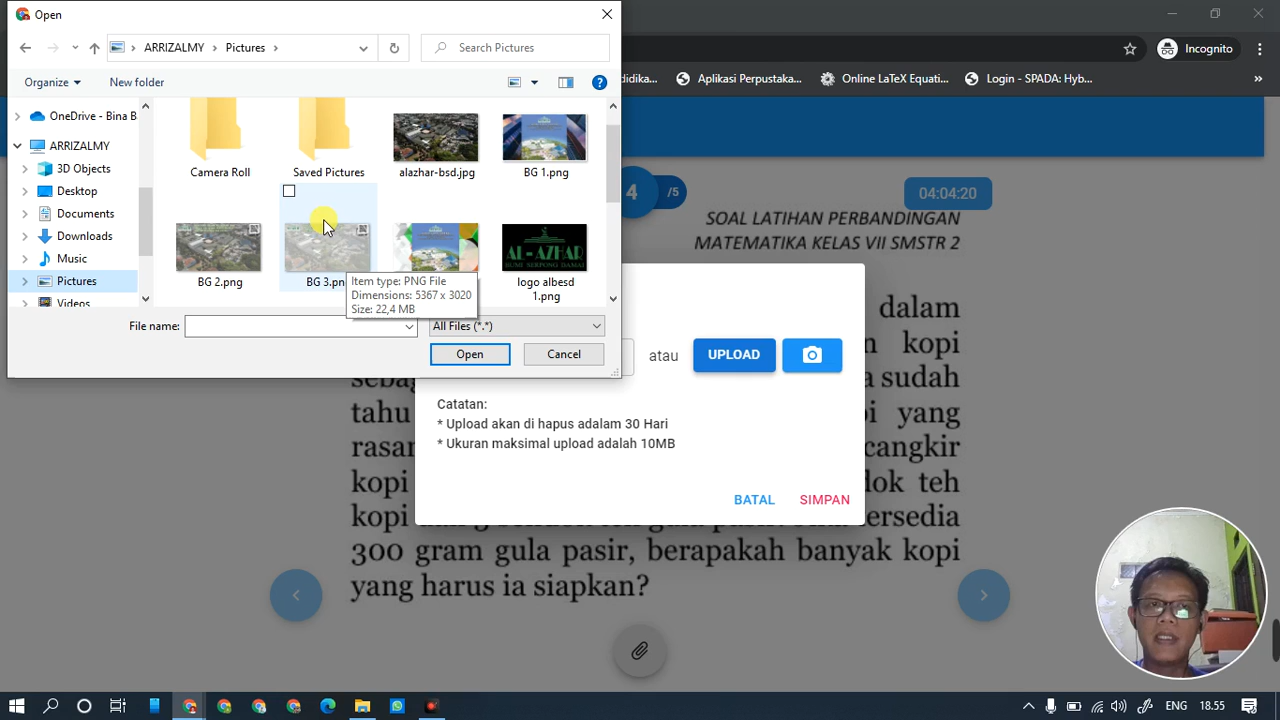 Open
ARRIZALMY > Pictures >
Search Pictures
Incognito
Organize
New folder
Aplikasi Perpustaka...
Online LaTeX Equati...
Login - SPADA: Hyb...
»
OneDrive - Bina B
ARRIZALMY
3D Objects
Desktop
Documents
Downloads
Music
Pictures
Videos
Camera Roll
Saved Pictures
alazhar-bsd.jpg
BG 1.png
BG 2.png
BG 3.pn
AL-AZHAR
BUMI SERPONG DAMAI
logo albesd
1.png
Item type: PNG File
Dimensions: 5367 x 3020
Size: 22,4 MB
File name:
All Files (*.*)
Open
Cancel
4
/5
04:04:20
SOAL LATIHAN PERBANDINGAN
MATEMATIKA KELAS VII SMSTR 2
dalam
kopi
sudah
tahu
yang
cangkir
kopi
teh
kopi
300 gram gula pasir, berapakah banyak kopi
yang harus ia siapkan?
atau
UPLOAD
Catatan:
* Upload akan di hapus adalam 30 Hari
* Ukuran maksimal upload adalah 10MB
BATAL
SIMPAN
18.55